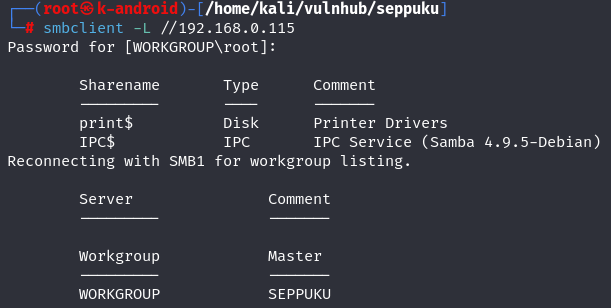 ┌──(root㉿k-android)-[/home/kali/vulnhub/seppuku]
└─# smbclient -L //192.168.0.115
Password for [WORKGROUP\root]:
Sharename Type Comment
--------- ---- -------
print$ Disk Printer Drivers
IPC$ IPC IPC Service (Samba 4.9.5-Debian)
Reconnecting with SMB1 for workgroup listing.
Server Comment
--------- -------
Workgroup Master
--------- -------
WORKGROUP SEPPUKU